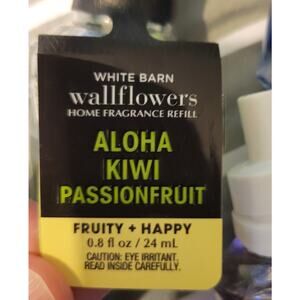 WHITE BARN
wallflowers
HOME FRAGRANCE REFILL
ALOHA
KIWI
PASSIONFRUIT
FRUITY + HAPPY
0.8 fl oz / 24 mL
CAUTION: EYE IRRITANT.
READ INSIDE CAREFULLY.